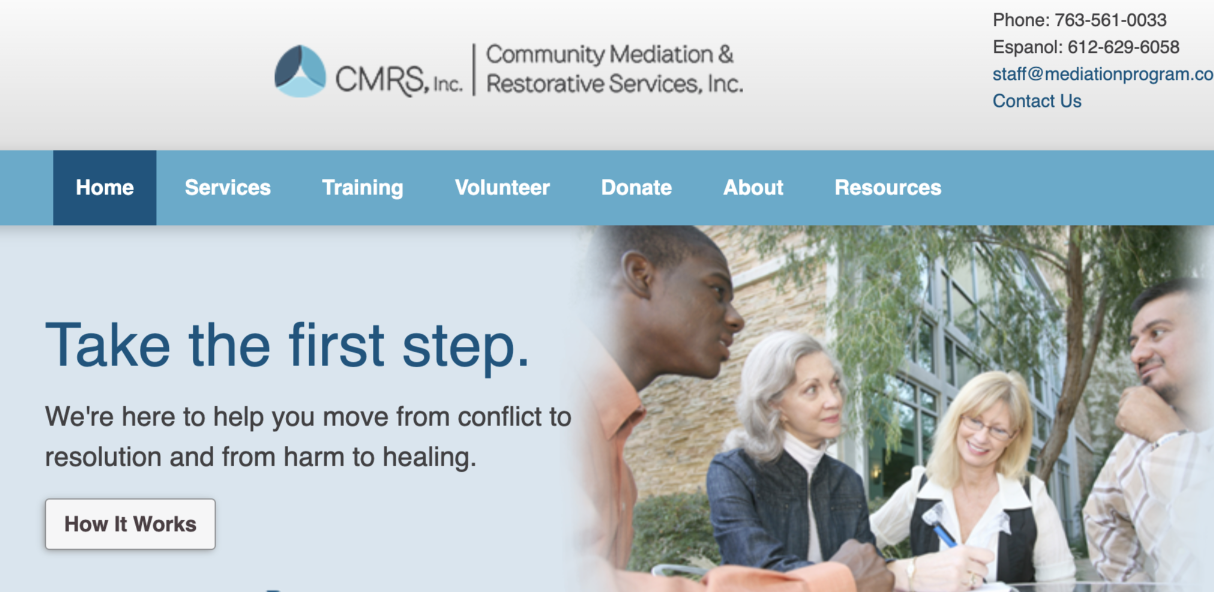 CMRS, Inc.
Community Mediation &
Restorative Services, Inc.
Phone: 763-561-0033
Espanol: 612-629-6058
staff@mediationprogram.co
Contact Us
Home Services Training Volunteer Donate About Resources
Take the first step.
We're here to help you move from conflict to
resolution and from harm to healing.
How It Works